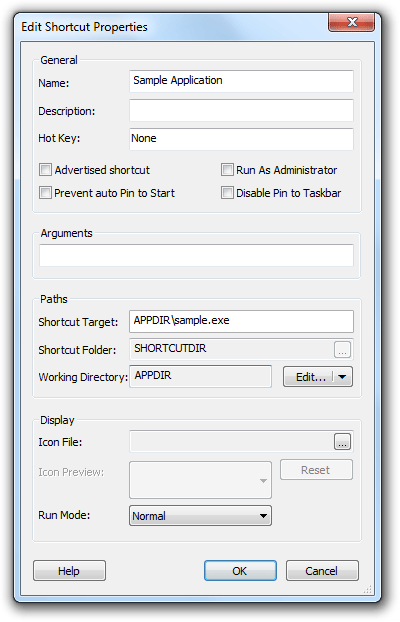 Edit Shortcut Properties
General
Name: Sample Application
Description:
Hot Key: None
Advertised shortcut Run As Administrator
Prevent auto Pin to Start Disable Pin to Taskbar
Arguments
Paths
Shortcut Target: APPDIR\sample.exe
Shortcut Folder: SHORTCUTDIR ...
Working Directory: APPDIR Edit...
Display
Icon File: ...
Icon Preview: Reset
Run Mode: Normal
Help OK Cancel